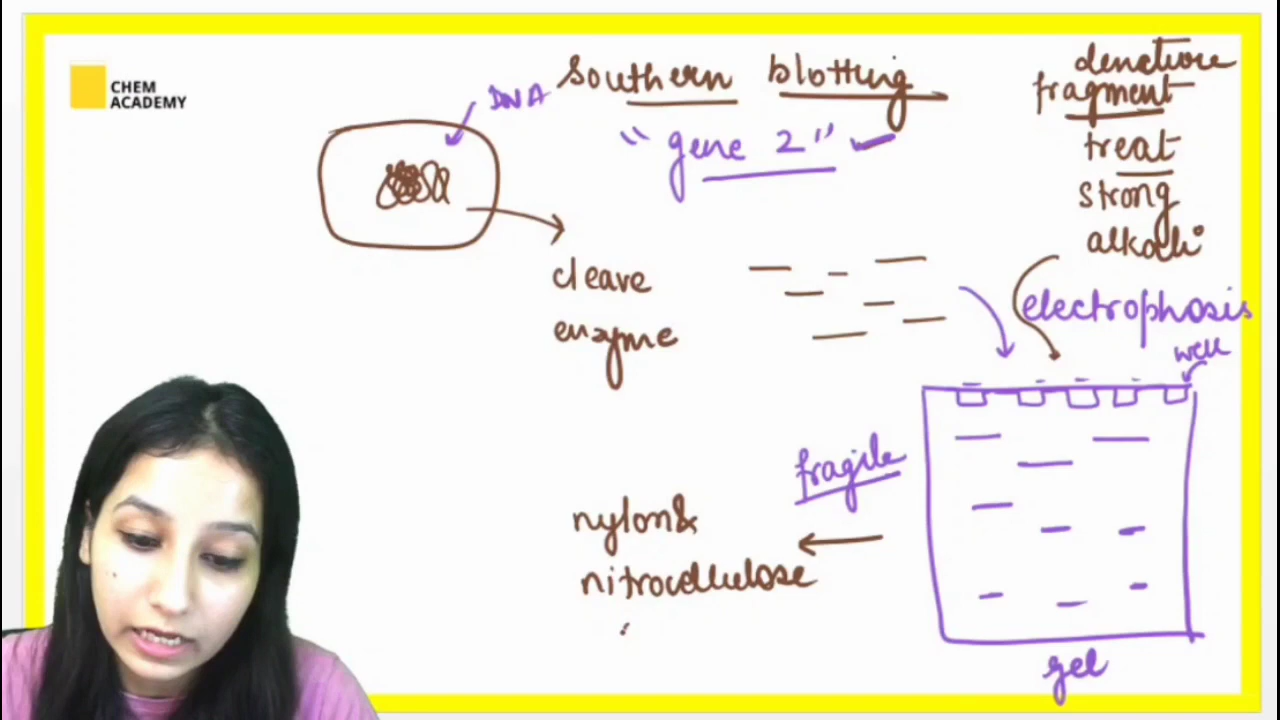 CHEM
ACADEMY
Southern blotting
DNA
"gene 2"
denature
fragment
treat
strong
alkali
cleave
enzyme
electrophosis
well
fragile
nylon&
nitrocellulose
gel